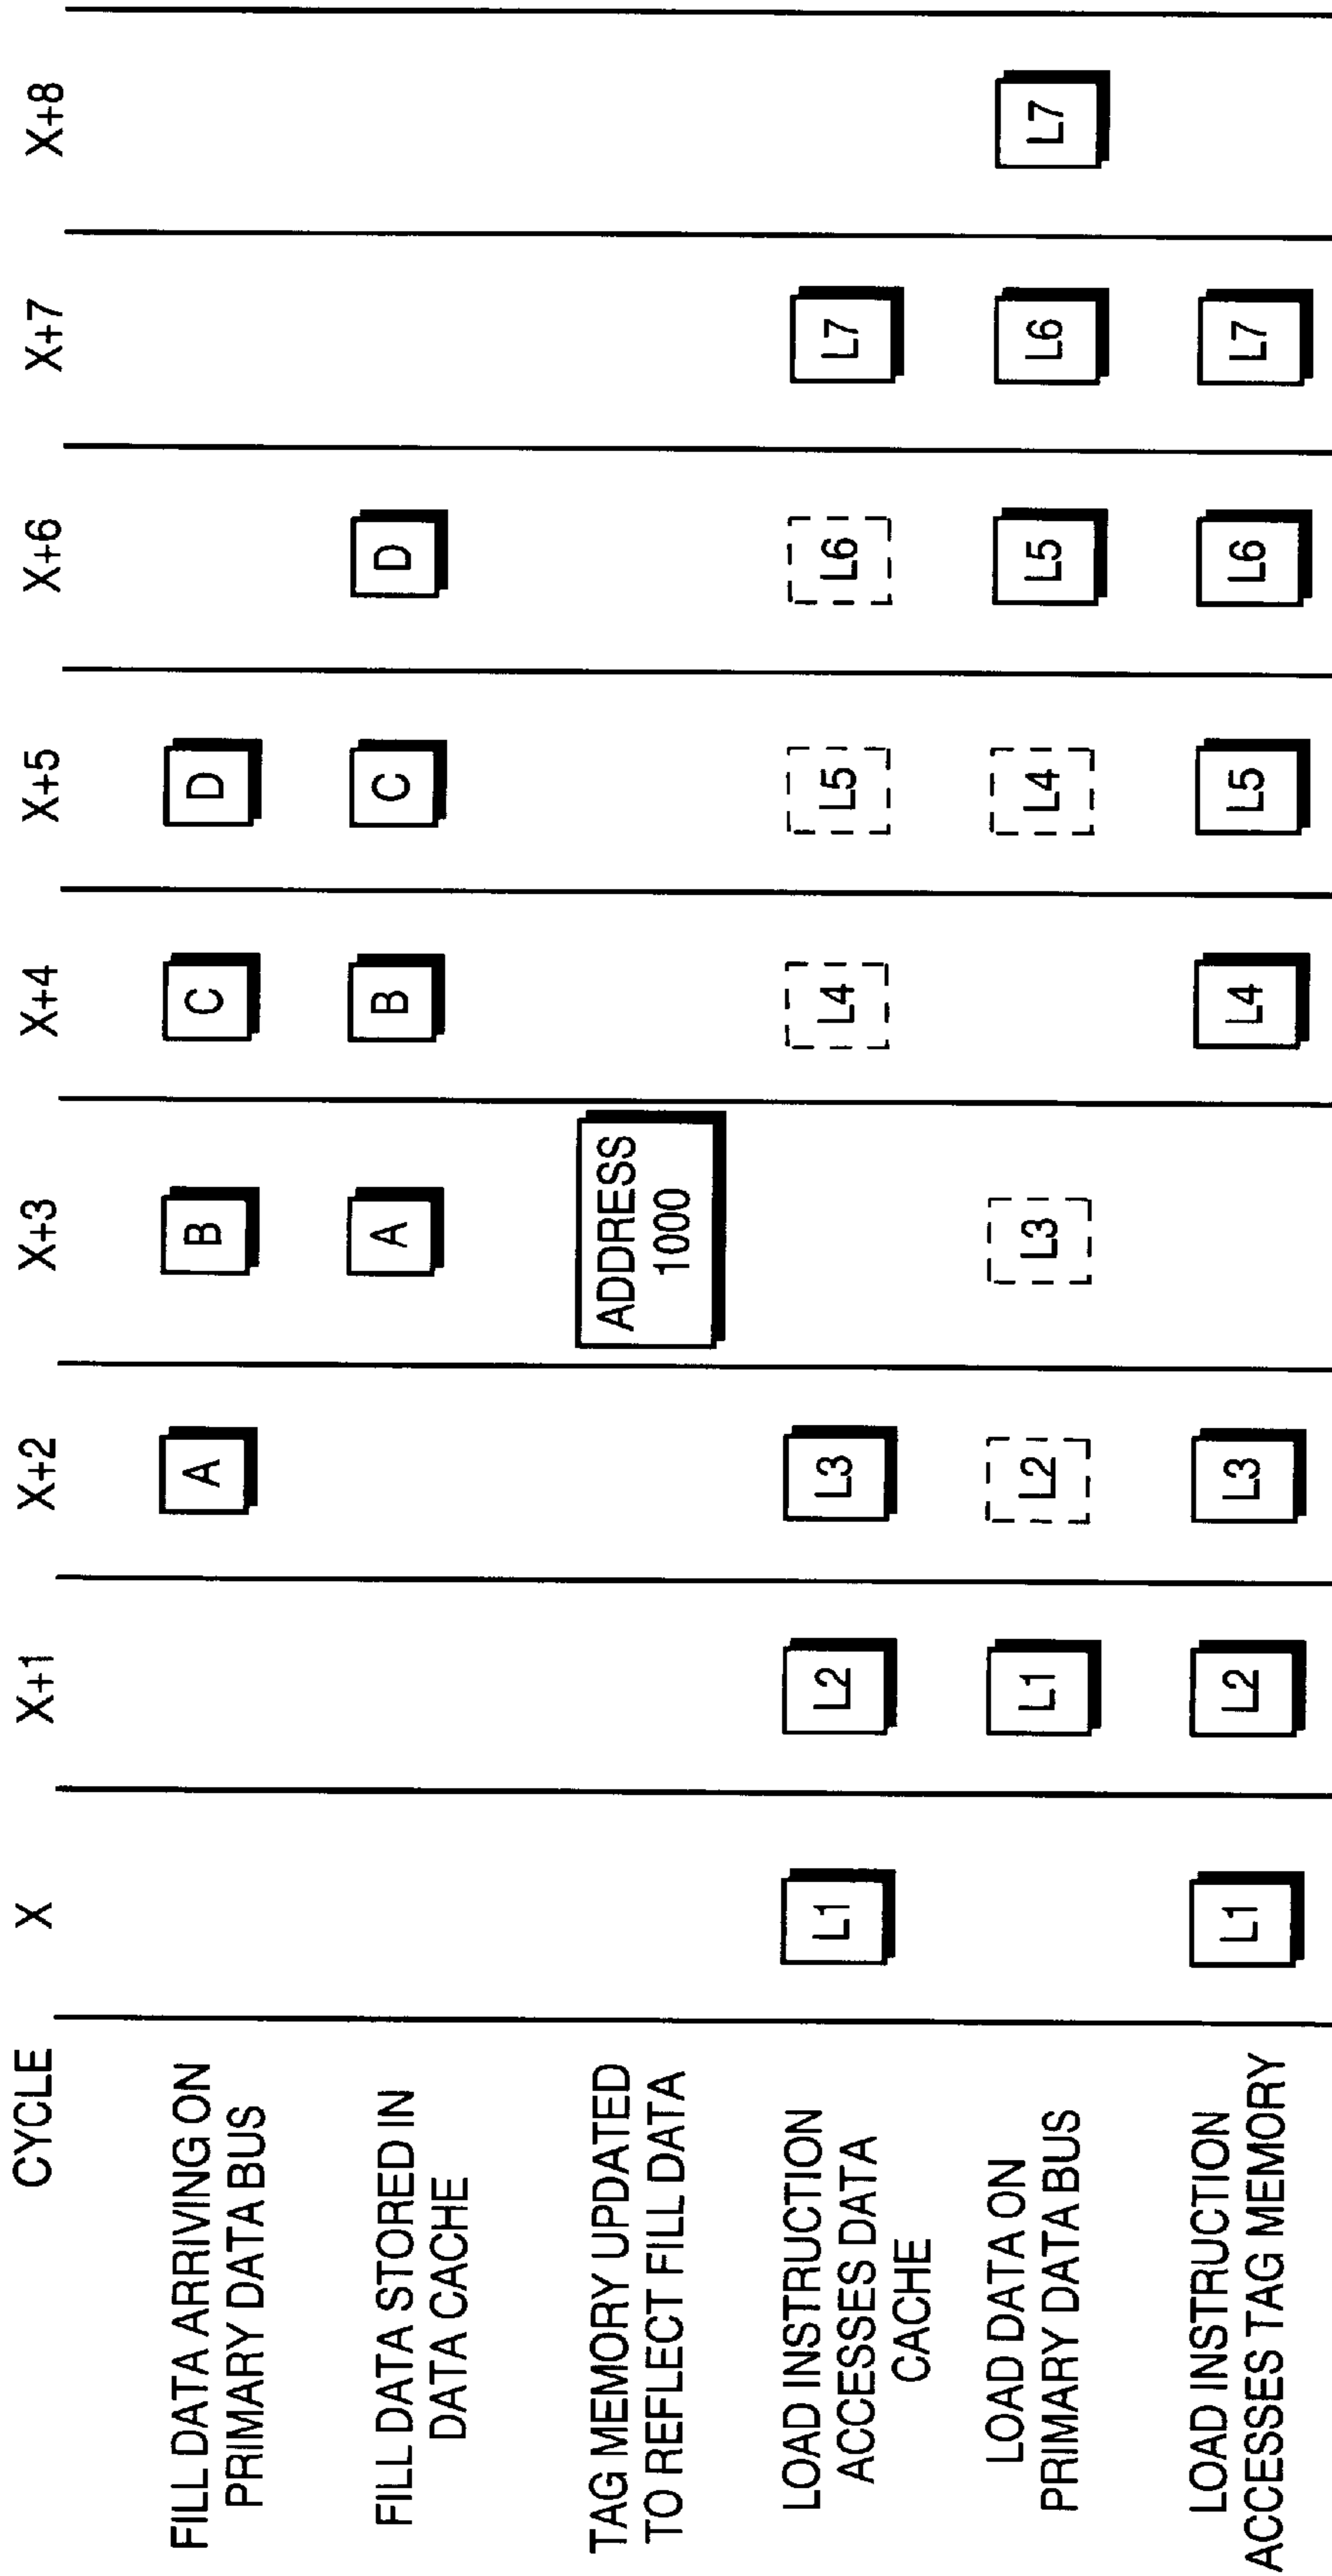 CYCLE X X+1 X+2 X+3 X+4 X+5 X+6 X+7 X+8
FILL DATA ARRIVING ON
PRIMARY DATA BUS
A B C D
FILL DATA STORED IN
DATA CACHE
A B C D
TAG MEMORY UPDATED
TO REFLECT FILL DATA
ADDRESS
1000
LOAD INSTRUCTION
ACCESSES DATA
CACHE
L1 L2 L3 L4 L5 L6 L7
LOAD DATA ON
PRIMARY DATA BUS
L1 L2 L3 L4 L5 L6 L7
LOAD INSTRUCTION
ACCESSES TAG MEMORY
L1 L2 L3 L4 L5 L6 L7